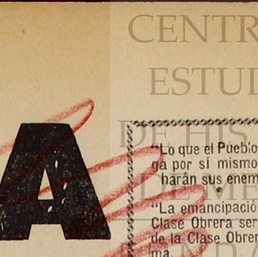 CENTR
ESTUD
DE HIS
A
"Lo que el Pueblo
ga por sí mismo
harán sus enem
"La emancipació
Clase Obrera ser
de la Clase Obrer
ma.